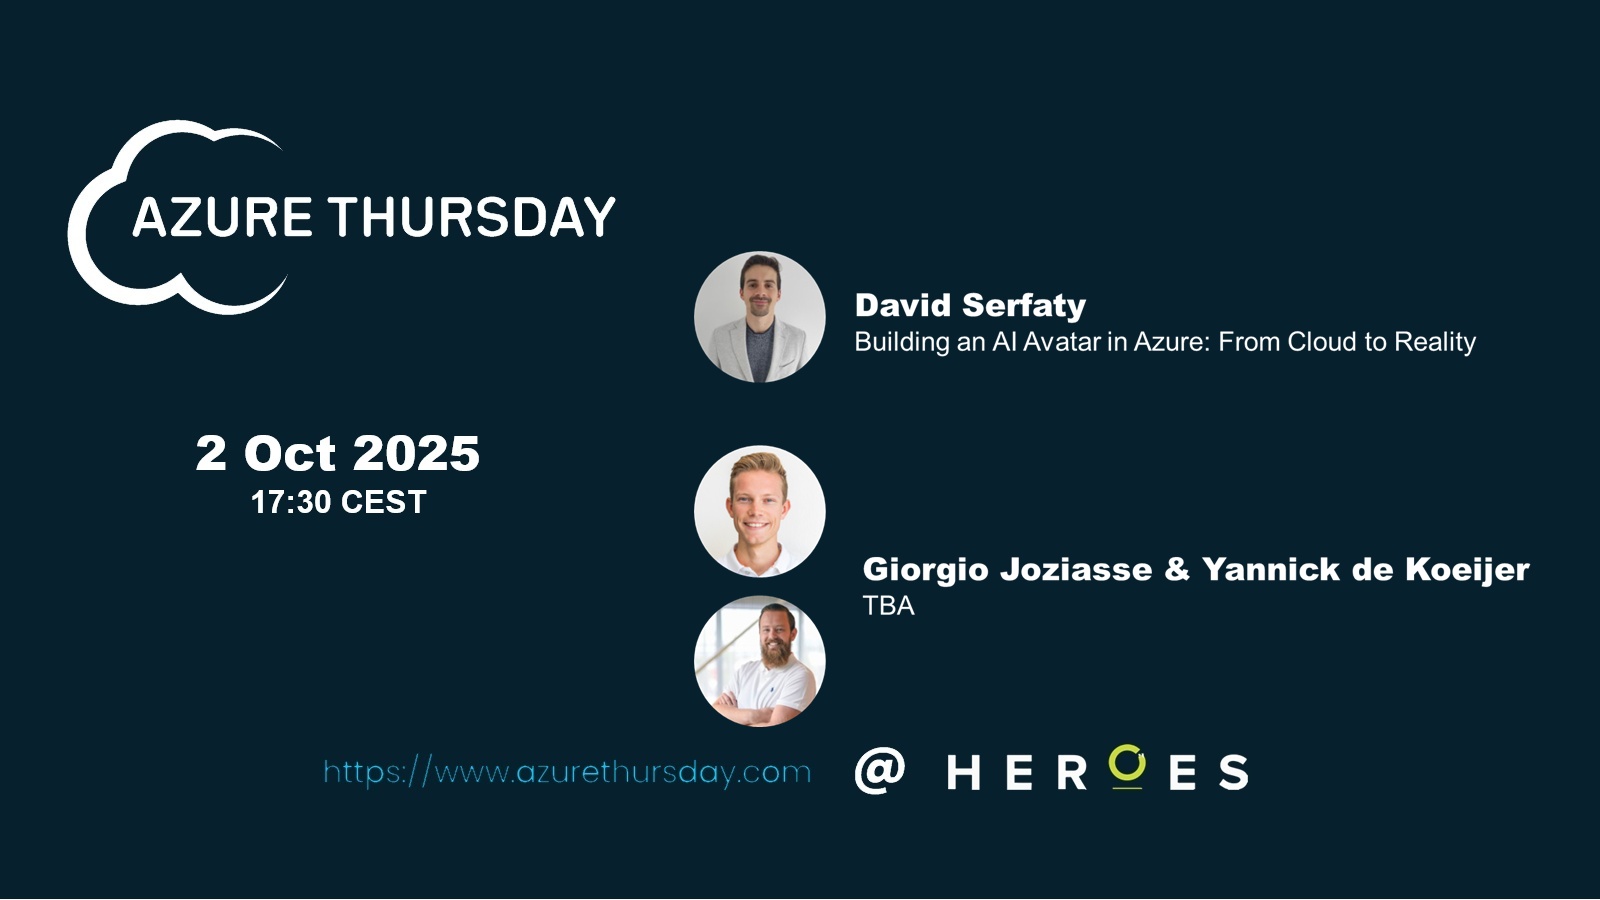 AZURE THURSDAY
2 Oct 2025
17:30 CEST
David Serfaty
Building an AI Avatar in Azure: From Cloud to Reality
Giorgio Joziasse & Yannick de Koeijer
TBA
https://www.azurethursday.com @ HEROES